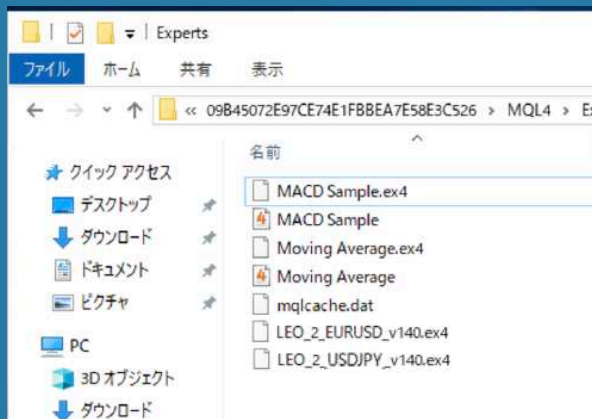 Experts
ファイル ホーム 共有 表示
« 09B45072E97CE74E1FBBEA7E58E3C526 > MQL4 > Ex
名前
クイック アクセス
デスクトップ
ダウンロード
ドキュメント
ピクチャ
PC
3D オブジェクト
ダウンロード
MACD Sample.ex4
MACD Sample
Moving Average.ex4
Moving Average
mqlcache.dat
LEO_2_EURUSD_v140.ex4
LEO_2_USDJPY_v140.ex4